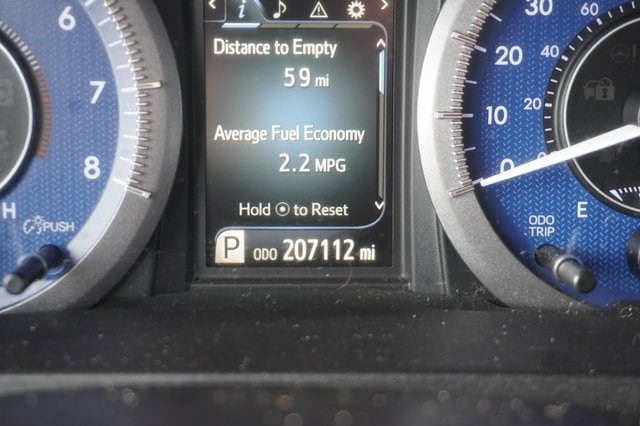 Distance to Empty
59 mi
Average Fuel Economy
2.2 MPG
Hold to Reset
P ODO 207112 mi
6
7
8
H
PUSH
30
20
10
0
60
40
20
0
ODO
TRIP
E